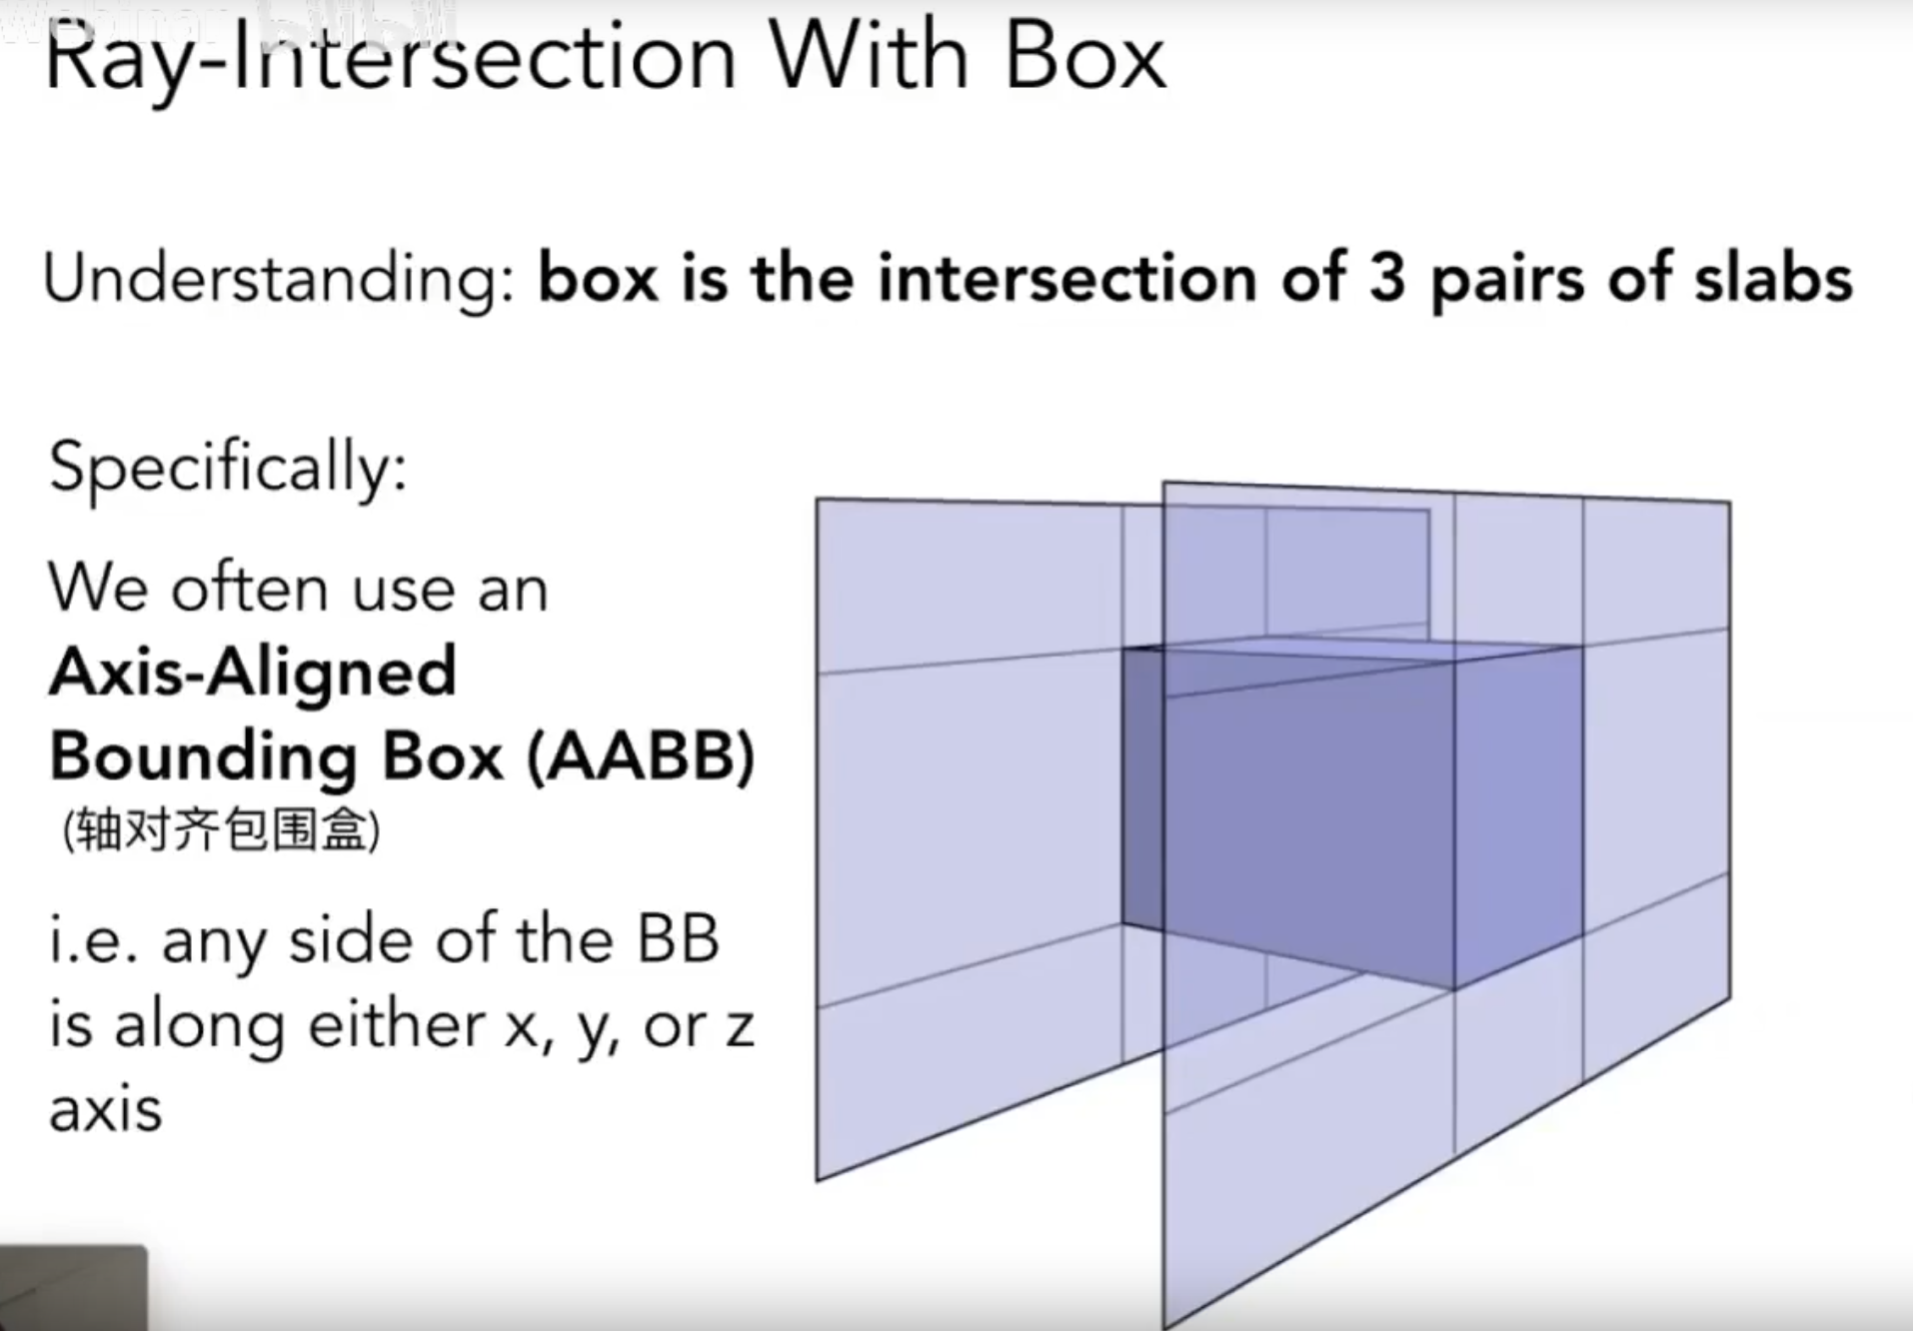 Webinar bilibili
Ray-Intersection With Box
Understanding: box is the intersection of 3 pairs of slabs
Specifically:
We often use an
Axis-Aligned
Bounding Box (AABB)
(轴对齐包围盒)
i.e. any side of the BB
is along either x, y, or z
axis